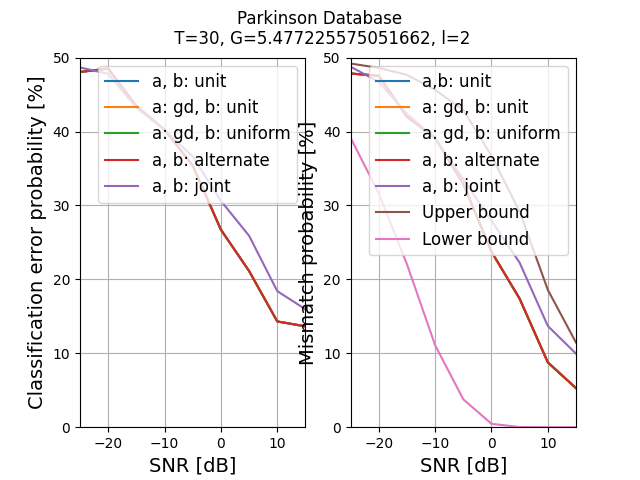 Parkinson Database
T=30, G=5.477225575051662, l=2
Classification error probability [%]
50
40
30
20
10
0
−20
−10
0
10
SNR [dB]
a, b: unit
a: gd, b: unit
a: gd, b: uniform
a, b: alternate
a, b: joint
Mismatch probability [%]
50
40
30
20
10
0
−20
−10
0
10
SNR [dB]
a,b: unit
a: gd, b: unit
a: gd, b: uniform
a, b: alternate
a, b: joint
Upper bound
Lower bound